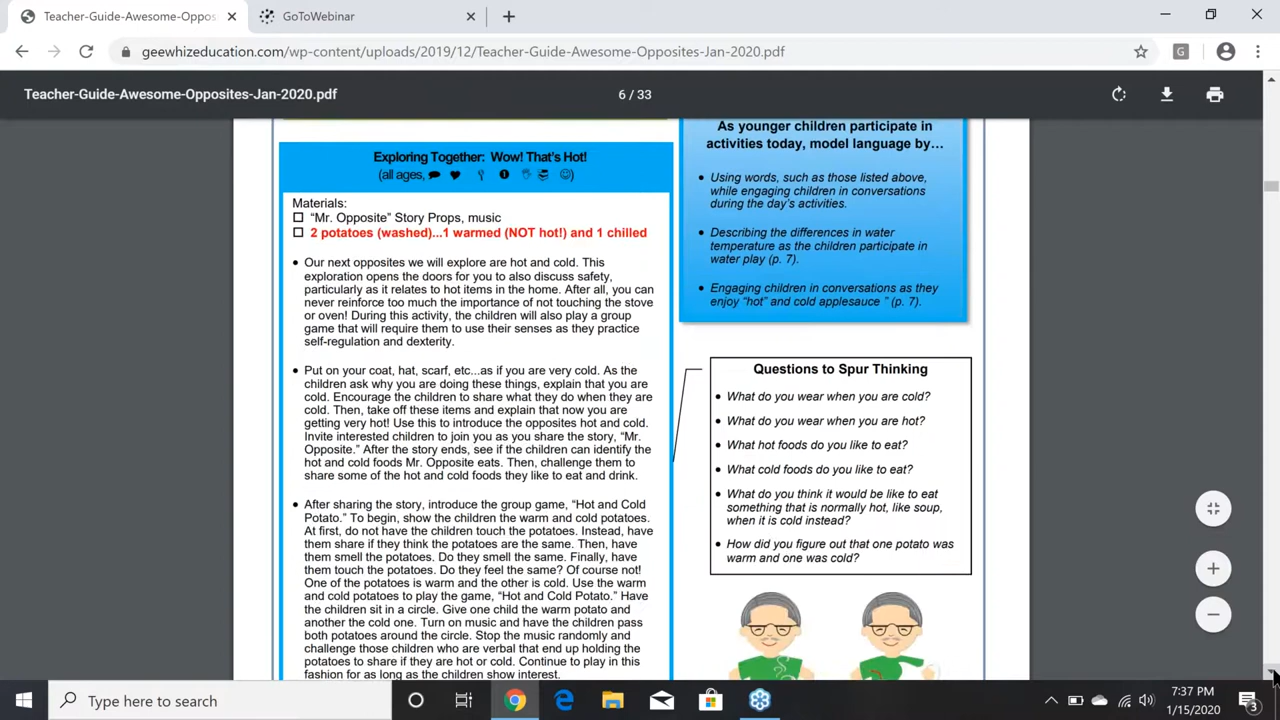 Teacher-Guide-Awesome-Oppos
GoToWebinar
geewhizeducation.com/wp-content/uploads/2019/12/Teacher-Guide-Awesome-Opposites-Jan-2020.pdf
G
Teacher-Guide-Awesome-Opposites-Jan-2020.pdf
6 / 33
Exploring Together: Wow! That's Hot!
(all ages,
Materials:
"Mr. Opposite" Story Props, music
2 potatoes (washed)...1 warmed (NOT hot!) and 1 chilled
• Our next opposites we will explore are hot and cold. This
exploration opens the doors for you to also discuss safety,
particularly as it relates to hot items in the home. After all, you can
never reinforce too much the importance of not touching the stove
or oven! During this activity, the children will also play a group
game that will require them to use their senses as they practice
self-regulation and dexterity.
• Put on your coat, hat, scarf, etc...as if you are very cold. As the
children ask why you are doing these things, explain that you are
cold. Encourage the children to share what they do when they are
cold. Then, take off these items and explain that now you are
getting very hot! Use this to introduce the opposites hot and cold.
Invite interested children to join you as you share the story, "Mr.
Opposite." After the story ends, see if the children can identify the
hot and cold foods Mr. Opposite eats. Then, challenge them to
share some of the hot and cold foods they like to eat and drink.
• After sharing the story, introduce the group game, "Hot and Cold
Potato." To begin, show the children the warm and cold potatoes.
At first, do not have the children touch the potatoes. Instead, have
them share if they think the potatoes are the same. Then, have
them smell the potatoes. Do they smell the same. Finally, have
them touch the potatoes. Do they feel the same? Of course not!
One of the potatoes is warm and the other is cold. Use the warm
and cold potatoes to play the game, "Hot and Cold Potato." Have
the children sit in a circle. Give one child the warm potato and
another the cold one. Turn on music and have the children pass
both potatoes around the circle. Stop the music randomly and
challenge those children who are verbal that end up holding the
potatoes to share if they are hot or cold. Continue to play in this
fashion for as long as the children show interest.
As younger children participate in
activities today, model language by...
• Using words, such as those listed above,
while engaging children in conversations
during the day's activities.
• Describing the differences in water
temperature as the children participate in
water play (p. 7).
• Engaging children in conversations as they
enjoy "hot" and cold applesauce " (p. 7).
Questions to Spur Thinking
• What do you wear when you are cold?
• What do you wear when you are hot?
• What hot foods do you like to eat?
• What cold foods do you like to eat?
• What do you think it would be like to eat
something that is normally hot, like soup,
when it is cold instead?
• How did you figure out that one potato was
warm and one was cold?
Type here to search
7:37 PM
1/15/2020
3